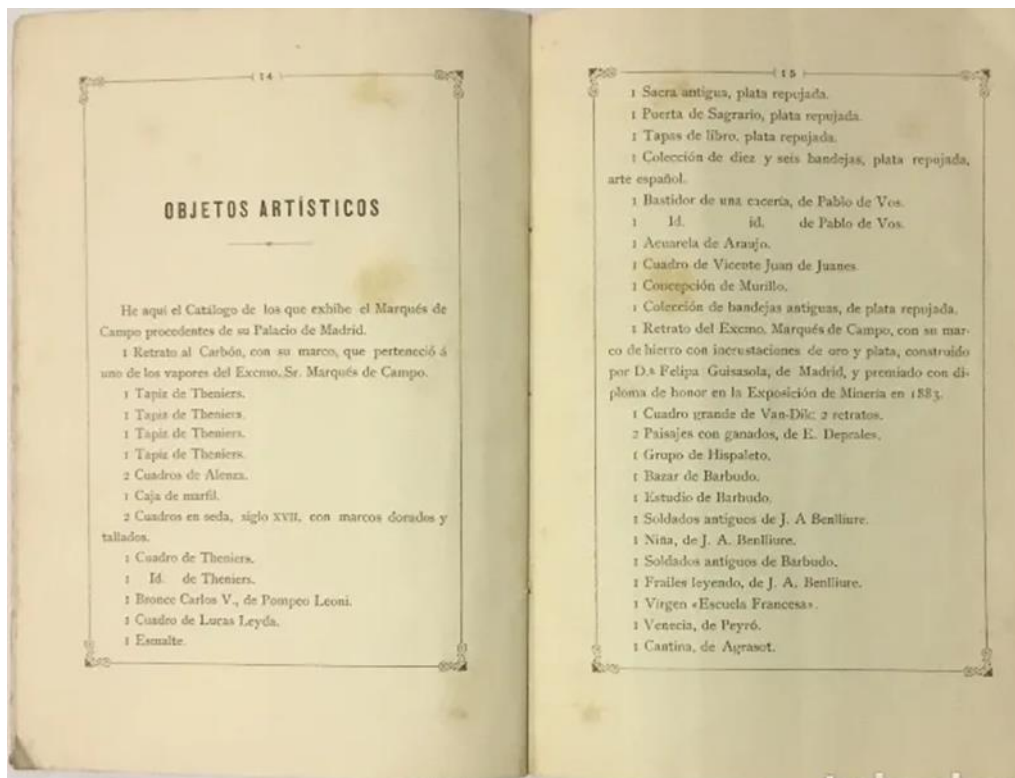 14
OBJETOS ARTÍSTICOS
He aquí el Catálogo de los que exhibe el Marqués de
Campo procedentes de su Palacio de Madrid.
1 Retrato al Carbón, con su marco, que perteneció á
uno de los vapores del Excmo. Sr. Marqués de Campo.
1 Tapiz de Theniers.
1 Tapiz de Theniers.
1 Tapiz de Theniers.
1 Tapiz de Theniers.
2 Cuadros de Alenza.
1 Caja de marfil.
2 Cuadros en seda, siglo XVII, con marcos dorados y
tallados.
1 Cuadro de Theniers.
1 Id. de Theniers.
1 Bronce Carlos V., de Pompeo Leoni.
1 Cuadro de Lucas Leyda.
1 Esmalte.
15
1 Sacra antigua, plata repujada.
1 Puerta de Sagrario, plata repujada.
1 Tapas de libro, plata repujada.
1 Colección de diez y seis bandejas, plata repujada,
arte español.
1 Bastidor de una cacería, de Pablo de Vos.
1 Id. id. de Pablo de Vos.
1 Acuarela de Araujo.
1 Cuadro de Vicente Juan de Juanes.
1 Concepción de Murillo.
1 Colección de bandejas antiguas, de plata repujada.
1 Retrato del Excmo. Marqués de Campo, con su mar-
co de hierro con incrustaciones de oro y plata, construido
por D.ª Felipa Guisasola, de Madrid, y premiado con di-
ploma de honor en la Exposición de Minería en 1883.
1 Cuadro grande de Van-Dik: 2 retratos.
2 Paisajes con ganados, de E. Deprales.
1 Grupo de Hispaleto.
1 Bazar de Barbudo.
1 Estudio de Barbudo.
1 Soldados antiguos de J. A Benlliure.
1 Niña, de J. A. Benlliure.
1 Soldados antiguos de Barbudo.
1 Frailes leyendo, de J. A. Benlliure.
1 Virgen «Escuela Francesa».
1 Venecia, de Peyró.
1 Cantina, de Agrasot.